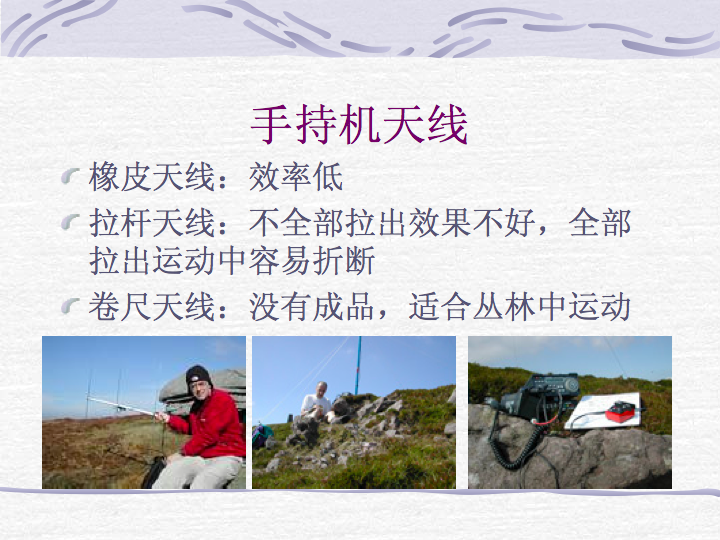 手持机天线
橡皮天线：效率低
拉杆天线：不全部拉出效果不好，全部
拉出运动中容易折断
卷尺天线：没有成品，适合丛林中运动